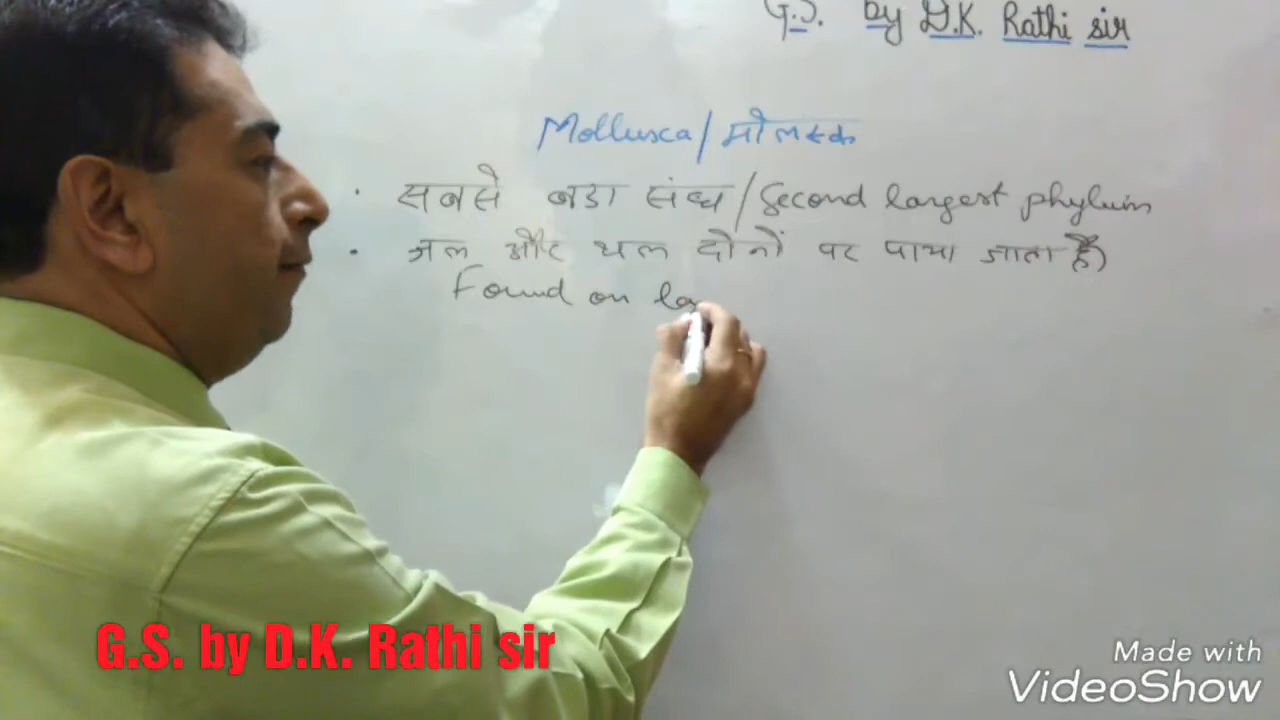 G.S. by D.K. Rathi sir
Mollusca/मोलस्क
• सबसे बडा संघ/Second largest phylum
• जल और थल दोनों पर पाया जाता है)
Found on la
G.S. by D.K. Rathi sir
Made with
VideoShow